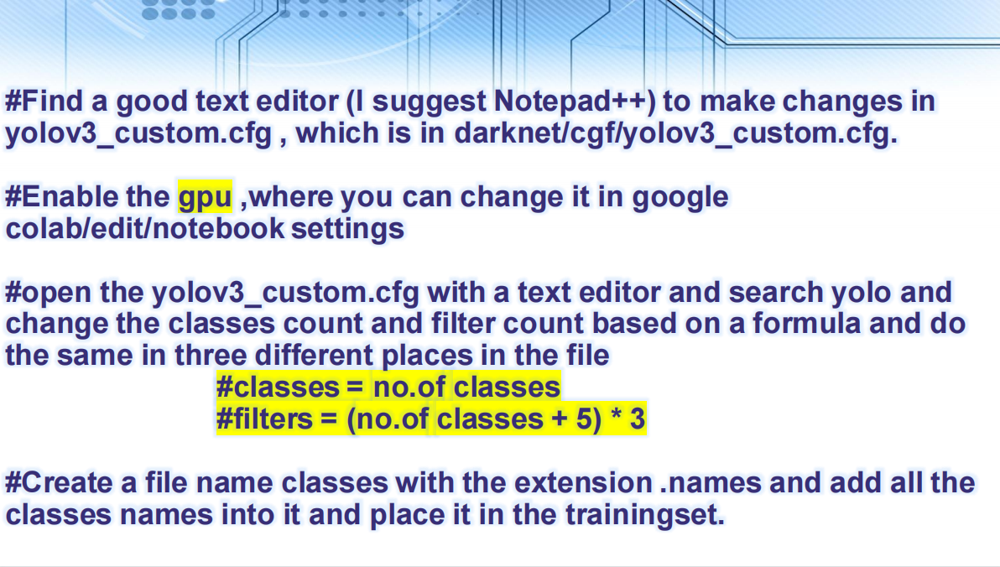 #Find a good text editor (I suggest Notepad++) to make changes in
yolov3_custom.cfg , which is in darknet/cgf/yolov3_custom.cfg.
#Enable the gpu ,where you can change it in google
colab/edit/notebook settings
#open the yolov3_custom.cfg with a text editor and search yolo and
change the classes count and filter count based on a formula and do
the same in three different places in the file
#classes = no.of classes
#filters = (no.of classes + 5) * 3
#Create a file name classes with the extension .names and add all the
classes names into it and place it in the trainingset.